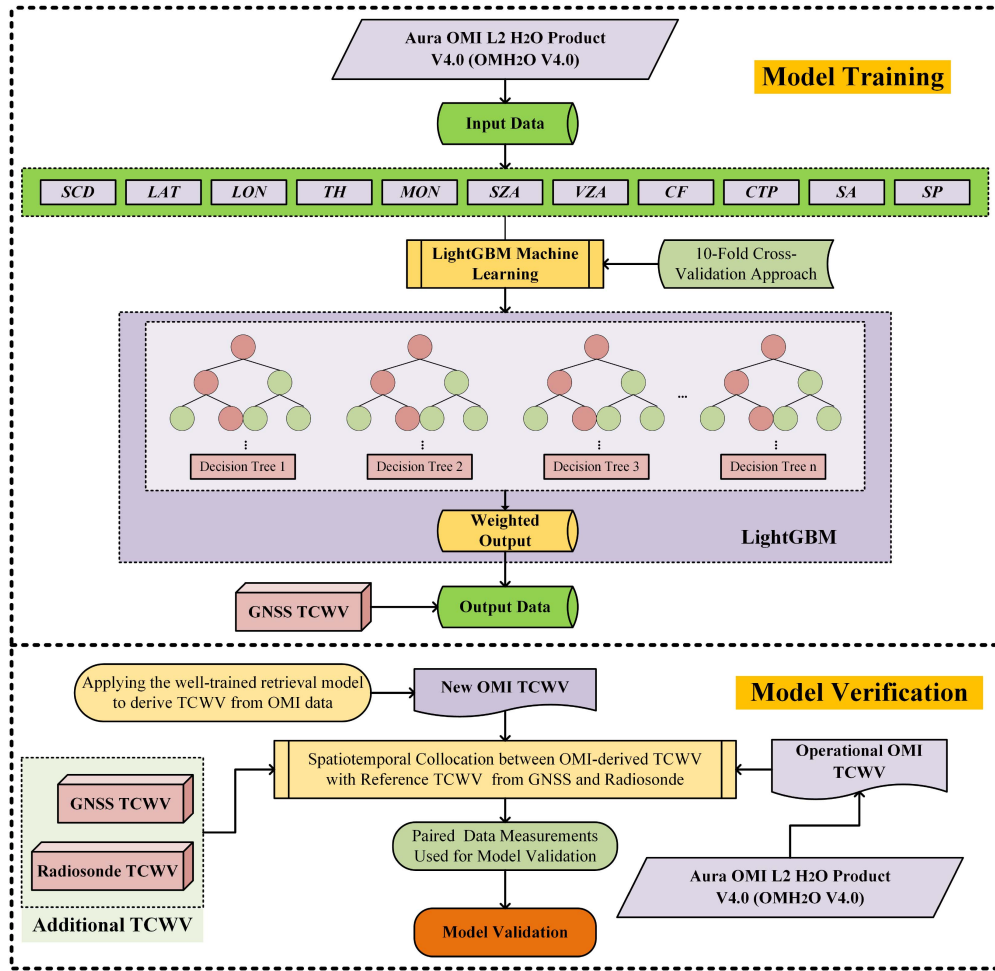 Aura OMI L2 H2O Product
V4.0 (OMH2O V4.0)
Model Training
Input Data
SCD LAT LON TH MON SZA VZA CF CTP SA SP
LightGBM Machine
Learning
10-Fold Cross-
Validation Approach
...
Decision Tree 1
Decision Tree 2
Decision Tree 3
Decision Tree n
Weighted
Output
LightGBM
GNSS TCWV
Output Data
Applying the well-trained retrieval model
to derive TCWV from OMI data
New OMI TCWV
Model Verification
Spatiotemporal Collocation between OMI-derived TCWV
with Reference TCWV from GNSS and Radiosonde
Operational OMI
TCWV
GNSS TCWV
Radiosonde TCWV
Additional TCWV
Paired Data Measurements
Used for Model Validation
Aura OMI L2 H2O Product
V4.0 (OMH2O V4.0)
Model Validation